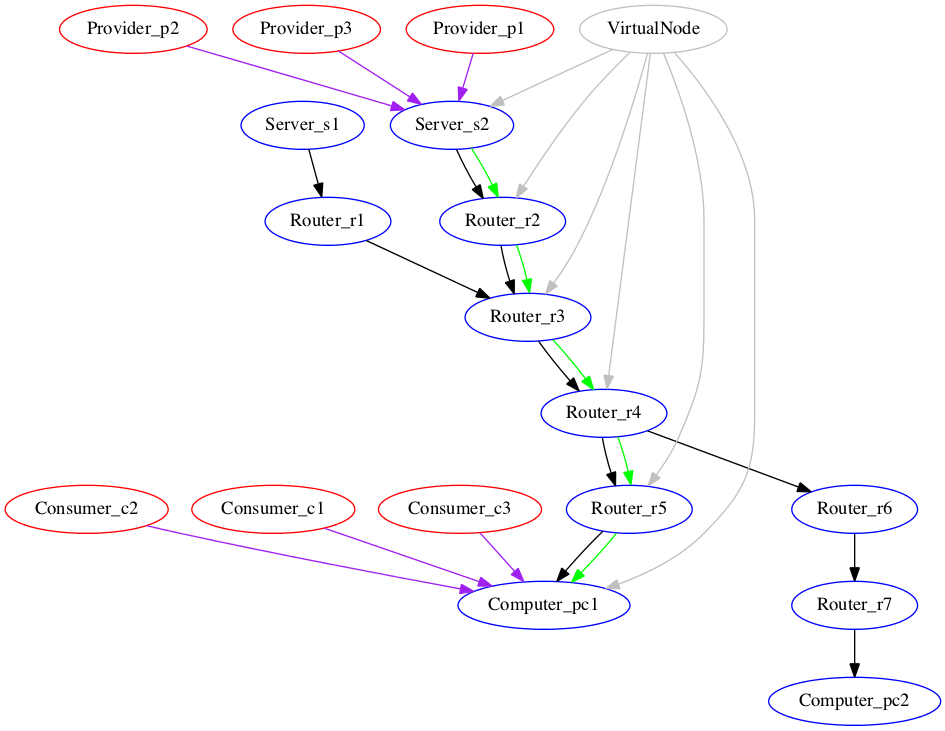 Provider_p2
Provider_p3
Provider_p1
VirtualNode
Server_s1
Server_s2
Router_r1
Router_r2
Router_r3
Router_r4
Consumer_c2
Consumer_c1
Consumer_c3
Router_r5
Router_r6
Computer_pc1
Router_r7
Computer_pc2